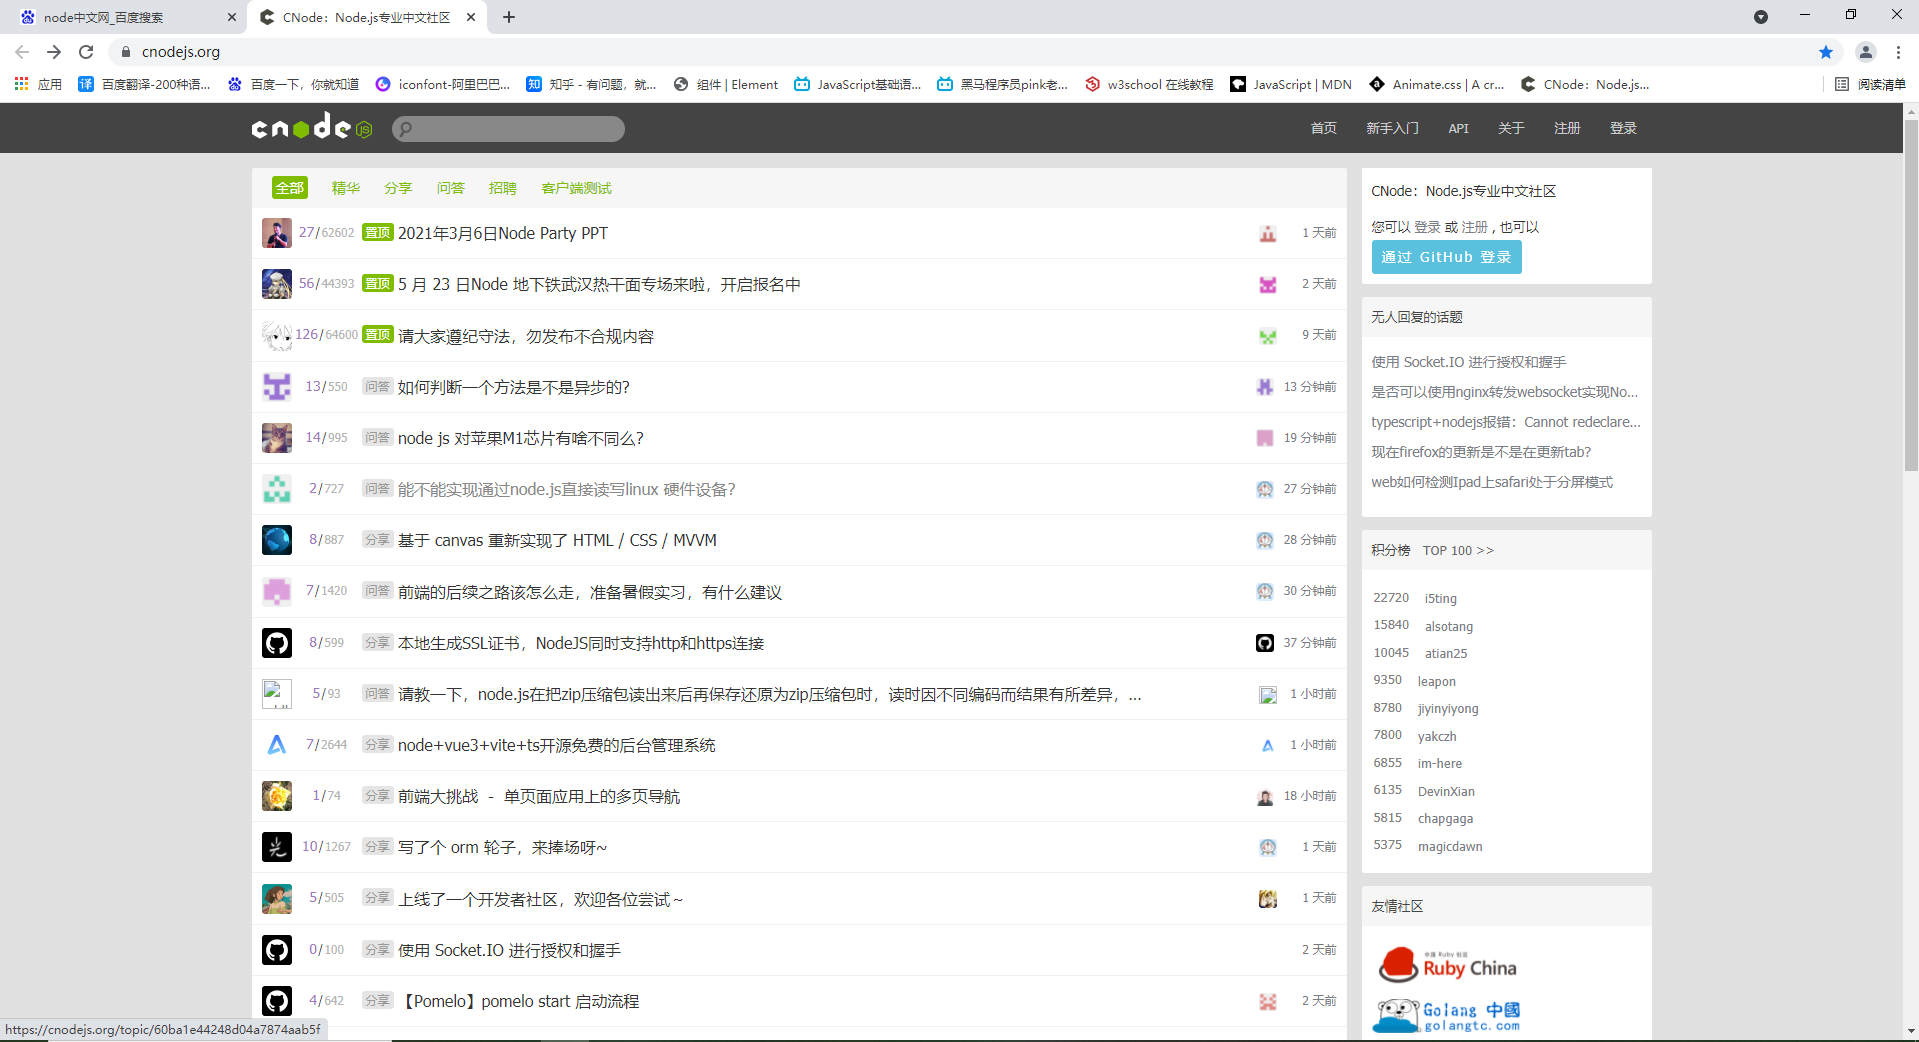 node中文网_百度搜索
CNode：Node.js专业中文社区
cnodejs.org
应用
百度翻译-200种语...
百度一下，你就知道
iconfont-阿里巴巴...
知乎 - 有问题，就...
组件 | Element
JavaScript基础语...
黑马程序员pink老...
w3school 在线教程
JavaScript | MDN
Animate.css | A cr...
CNode：Node.js...
阅读清单
cnodejs
首页 新手入门 API 关于 注册 登录
全部 精华 分享 问答 招聘 客户端测试
27/62602 置顶 2021年3月6日Node Party PPT 1 天前
56/44393 置顶 5 月 23 日Node 地下铁武汉热干面专场来啦，开启报名中 2 天前
126/64600 置顶 请大家遵纪守法，勿发布不合规内容 9 天前
13/550 问答 如何判断一个方法是不是异步的？ 13 分钟前
14/995 问答 node js 对苹果M1芯片有啥不同么？ 19 分钟前
2/727 问答 能不能实现通过node.js直接读写linux 硬件设备？ 27 分钟前
8/887 分享 基于 canvas 重新实现了 HTML / CSS / MVVM 28 分钟前
7/1420 问答 前端的后续之路该怎么走，准备暑假实习，有什么建议 30 分钟前
8/599 分享 本地生成SSL证书，NodeJS同时支持http和https连接 37 分钟前
5/93 问答 请教一下，node.js在把zip压缩包读出来后再保存还原为zip压缩包时，读时因不同编码而结果有所差异，... 1 小时前
7/2644 分享 node+vue3+vite+ts开源免费的后台管理系统 1 小时前
1/74 分享 前端大挑战 - 单页面应用上的多页导航 18 小时前
10/1267 分享 写了个 orm 轮子，来捧场呀~ 1 天前
5/505 分享 上线了一个开发者社区，欢迎各位尝试～ 1 天前
0/100 分享 使用 Socket.IO 进行授权和握手 2 天前
4/642 分享 【Pomelo】pomelo start 启动流程 2 天前
CNode：Node.js专业中文社区
您可以 登录 或 注册 , 也可以
通过 GitHub 登录
无人回复的话题
使用 Socket.IO 进行授权和握手
是否可以使用nginx转发websocket实现No...
typescript+nodejs报错：Cannot redeclare...
现在firefox的更新是不是在更新tab?
web如何检测Ipad上safari处于分屏模式
积分榜 TOP 100 >>
22720 i5ting
15840 alsotang
10045 atian25
9350 leapon
8780 jiyinyiyong
7800 yakczh
6855 im-here
6135 DevinXian
5815 chapgaga
5375 magicdawn
友情社区
中国 Ruby 社区
Ruby China
Golang 中國
golangtc.com
https://cnodejs.org/topic/60ba1e44248d04a7874aab5f